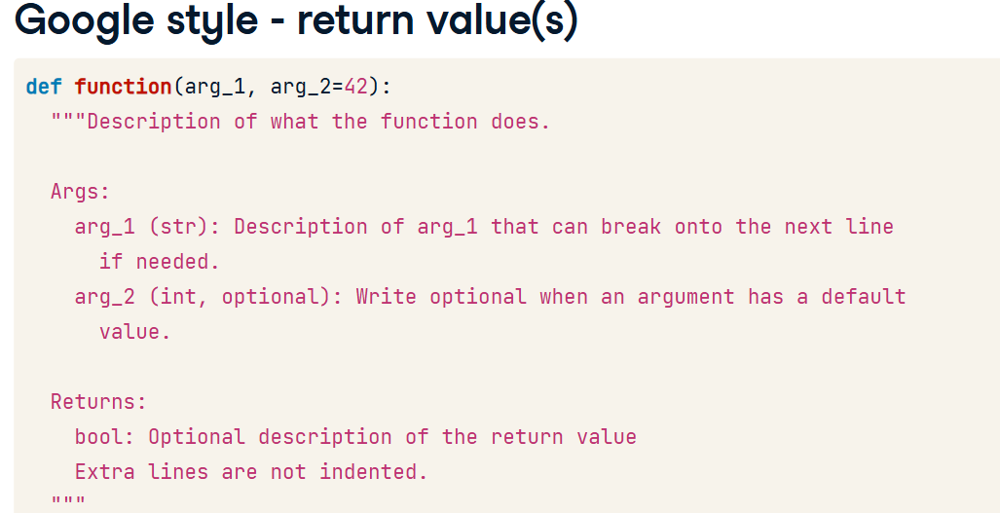 Google style - return value(s)
def function(arg_1, arg_2=42):
"""Description of what the function does.
Args:
arg_1 (str): Description of arg_1 that can break onto the next line
if needed.
arg_2 (int, optional): Write optional when an argument has a default
value.
Returns:
bool: Optional description of the return value
Extra lines are not indented.
"""